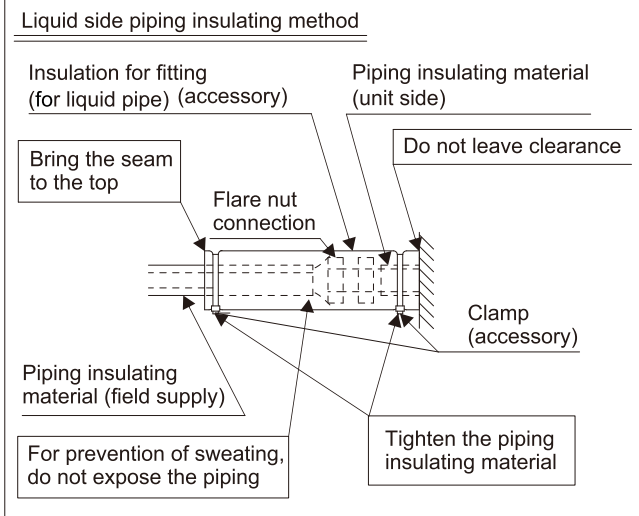 Liquid side piping insulating method
Insulation for fitting
(for liquid pipe) (accessory)
Piping insulating material
(unit side)
Do not leave clearance
Bring the seam
to the top
Flare nut
connection
Clamp
(accessory)
Piping insulating
material (field supply)
For prevention of sweating,
do not expose the piping
Tighten the piping
insulating material